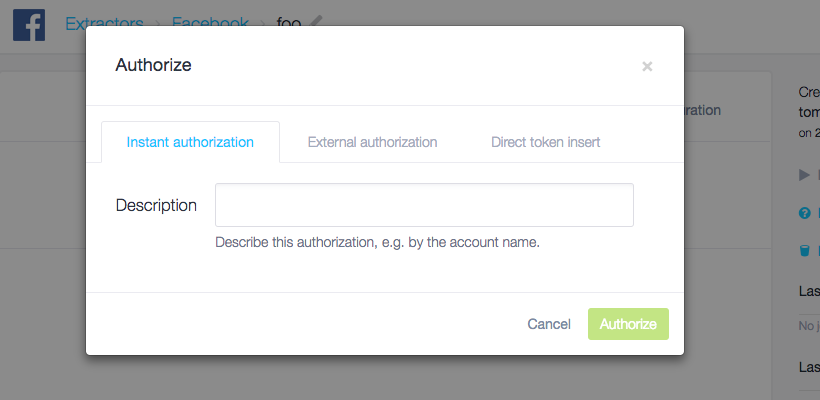 Extractors > Facebook > foo
Authorize
×
Cre
ration
tom
on 2
Instant authorization
External authorization
Direct token insert
Description
Describe this authorization, e.g. by the account name.
Las
Cancel
Authorize
No j
Las